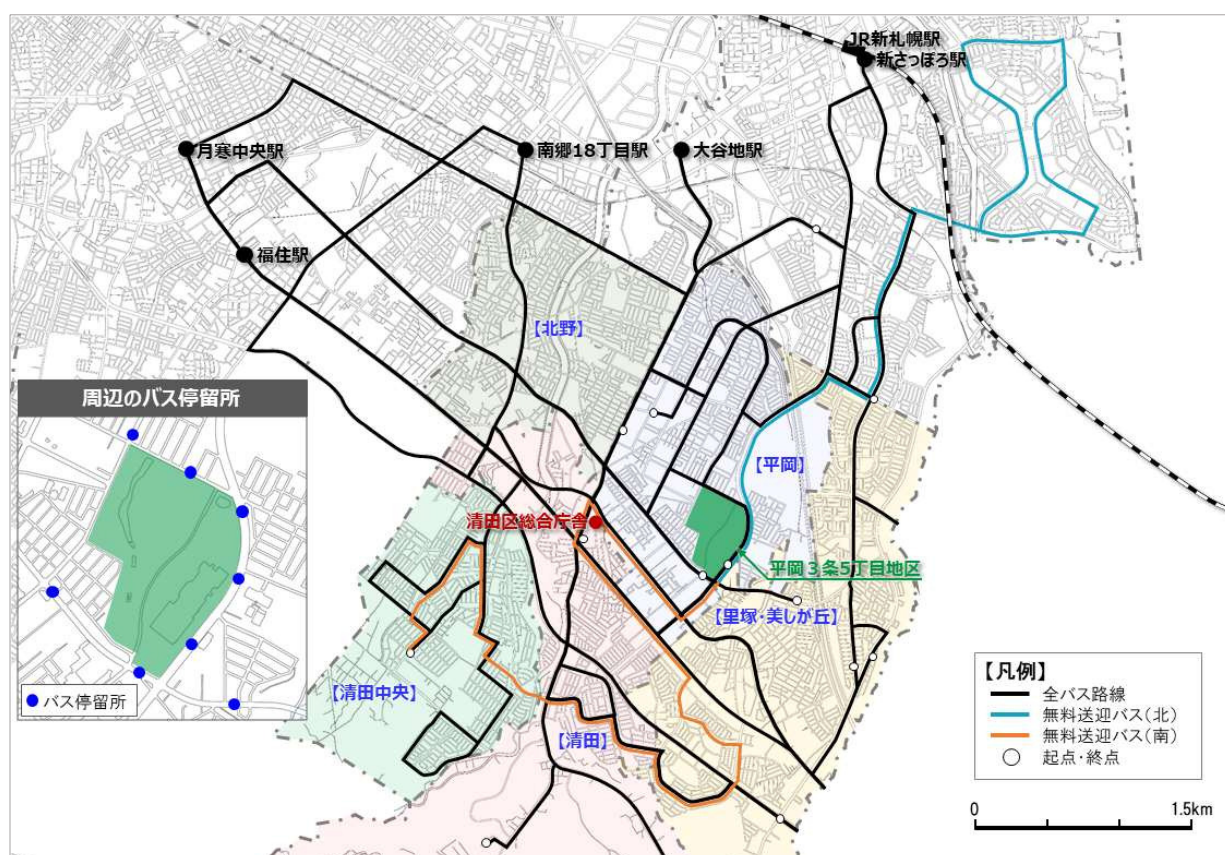 JR新札幌駅
新さっぽろ駅
月寒中央駅
南郷18丁目駅
大谷地駅
福住駅
【北野】
周辺のバス停留所
【平岡】
清田区総合庁舎
平岡3条5丁目地区
【里塚・美しが丘】
【清田中央】
【清田】
バス停留所
【凡例】
全バス路線
無料送迎バス(北)
無料送迎バス(南)
起点・終点
0 1.5km